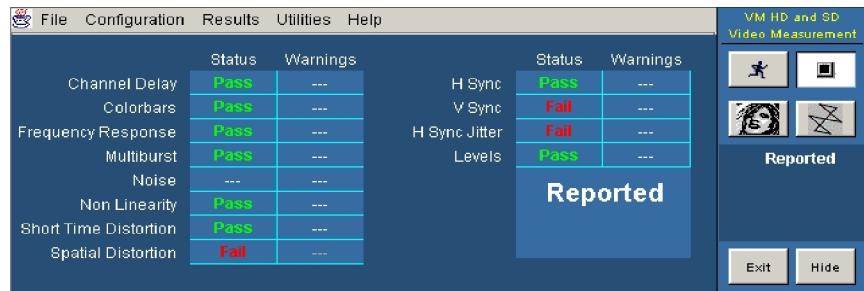 File Configuration Results Utilities Help
VM HD and SD
Video Measurement
Status Warnings
Channel Delay Pass ---
Colorbars Pass ---
Frequency Response Pass ---
Multiburst Pass ---
Noise --- ---
Non Linearity Pass ---
Short Time Distortion Pass ---
Spatial Distortion Fail ---
Status Warnings
H Sync Pass ---
V Sync Fail ---
H Sync Jitter Fail ---
Levels Pass ---
Reported
Reported
Exit Hide